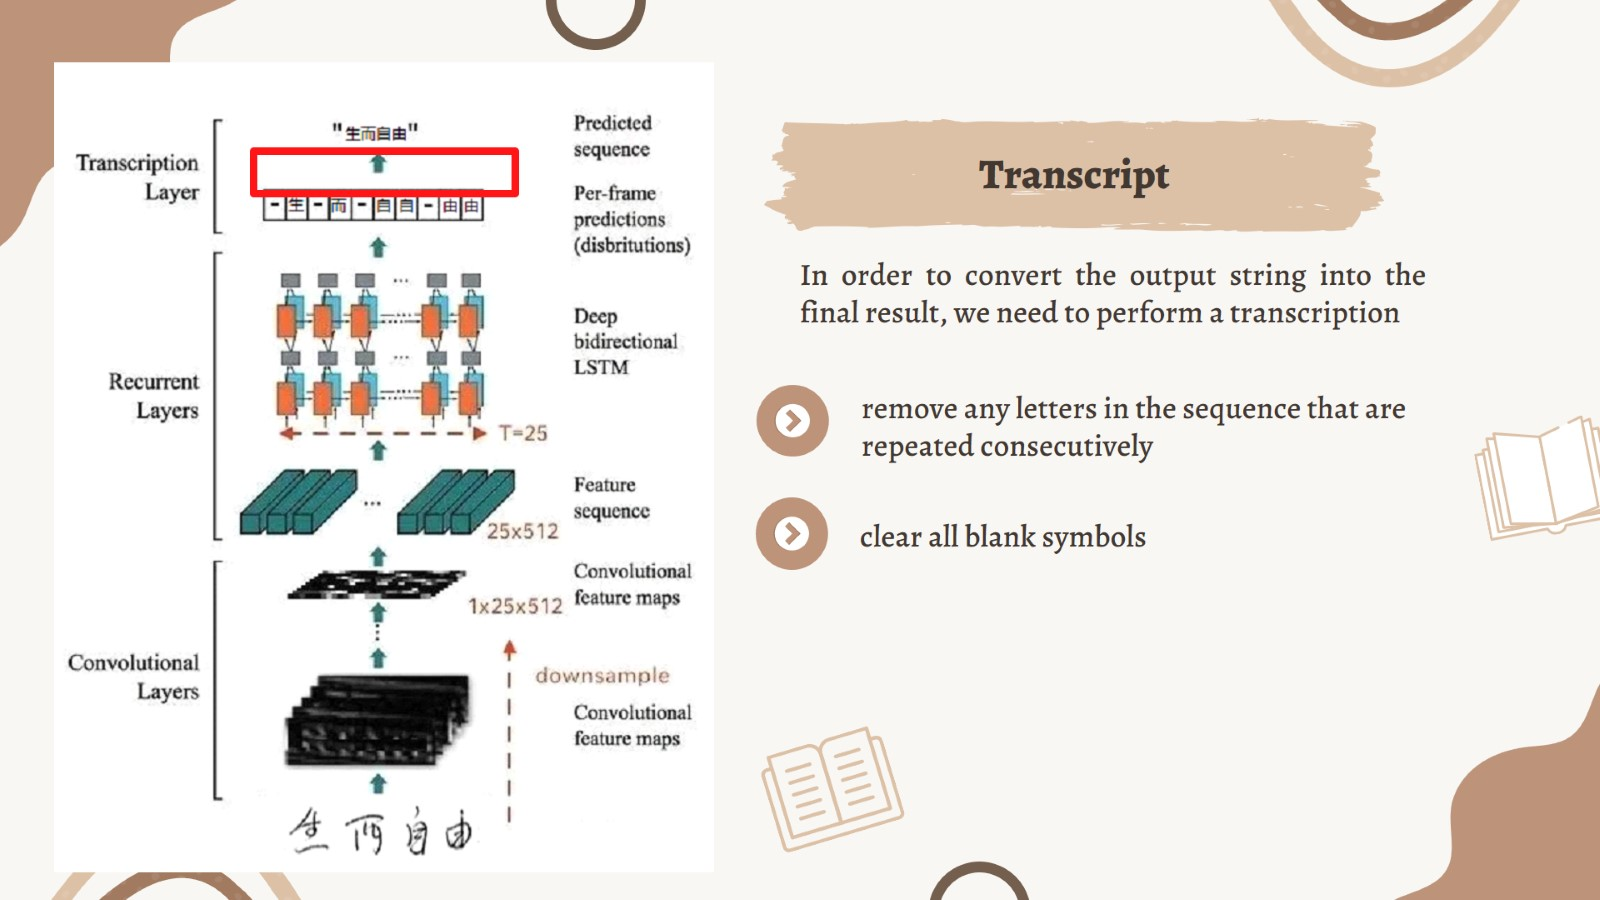 Transcription
Layer
"生而自由"
Predicted
sequence
- 生 - 而 - 自 自 - 由 由
Per-frame
predictions
(disbritutions)
Recurrent
Layers
...
...
Deep
bidirectional
LSTM
T=25
...
Feature
sequence
25x512
Convolutional
feature maps
1x25x512
Convolutional
Layers
downsample
Convolutional
feature maps
生而自由
Transcript
In order to convert the output string into the
final result, we need to perform a transcription
remove any letters in the sequence that are
repeated consecutively
clear all blank symbols